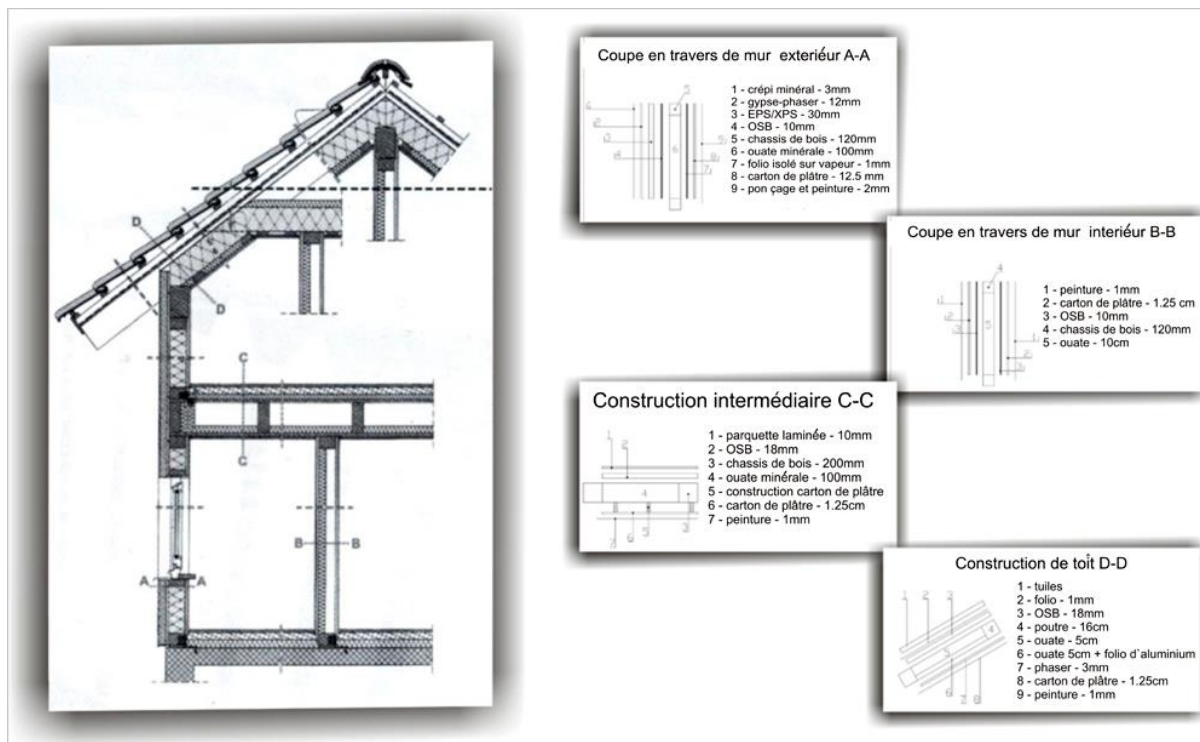 D
D
C
C
B
B
A
A
Coupe en travers de mur exteriéur A-A
1 - crépi minéral - 3mm
2 - gypse-phaser - 12mm
3 - EPS/XPS - 30mm
4 - OSB - 10mm
5 - chassis de bois - 120mm
6 - ouate minérale - 100mm
7 - folio isolé sur vapeur - 1mm
8 - carton de plâtre - 12.5 mm
9 - pon çage et peinture - 2mm
Coupe en travers de mur interiéur B-B
1 - peinture - 1mm
2 - carton de plâtre - 1.25 cm
3 - OSB - 10mm
4 - chassis de bois - 120mm
5 - ouate - 10cm
Construction intermédiaire C-C
1 - parquette laminée - 10mm
2 - OSB - 18mm
3 - chassis de bois - 200mm
4 - ouate minérale - 100mm
5 - construction carton de plâtre
6 - carton de plâtre - 1.25cm
7 - peinture - 1mm
Construction de toit D-D
1 - tuiles
2 - folio - 1mm
3 - OSB - 18mm
4 - poutre - 16cm
5 - ouate - 5cm
6 - ouate 5cm + folio d`aluminium
7 - phaser - 3mm
8 - carton de plâtre - 1.25cm
9 - peinture - 1mm